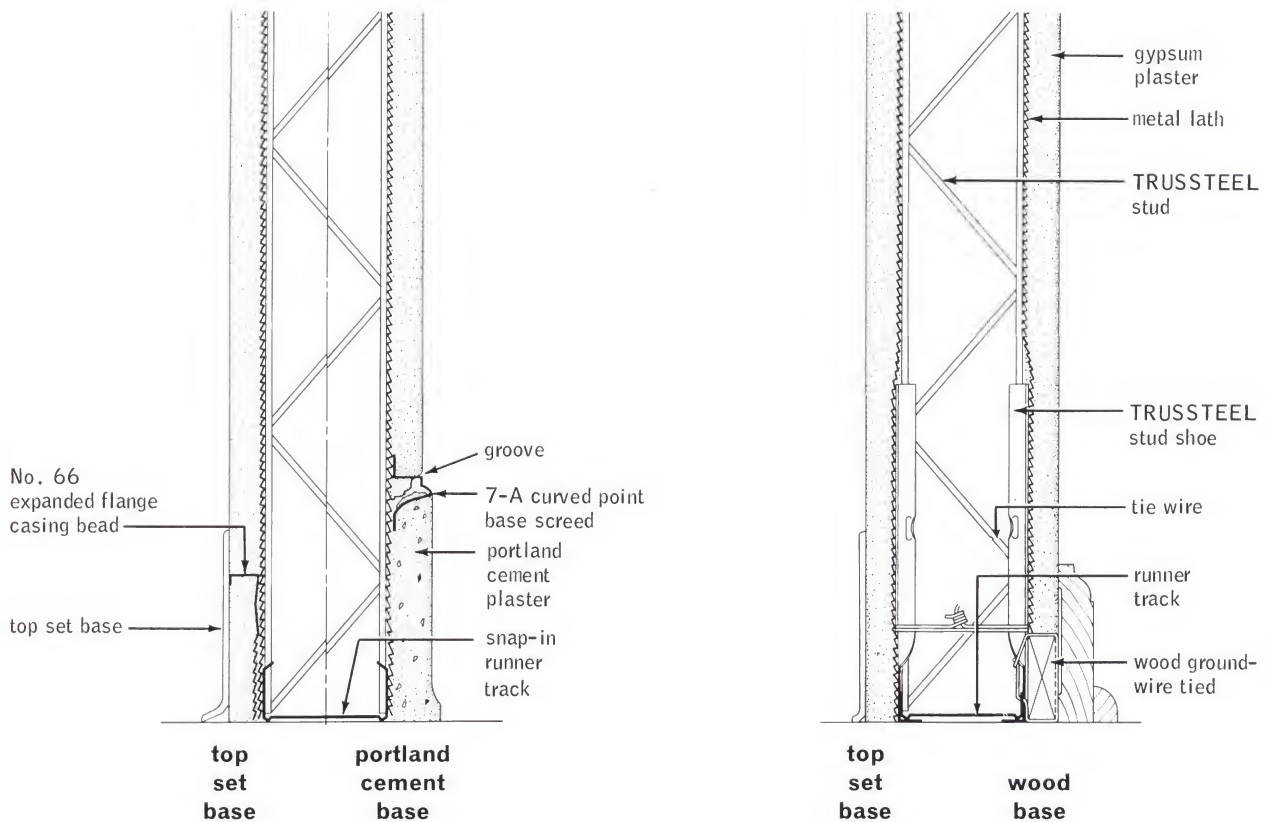 No. 66
expanded flange
casing bead
top set base
groove
7-A curved point
base screed
portland
cement
plaster
snap-in
runner
track
top
set
base
portland
cement
base
gypsum
plaster
metal lath
TRUSSTEEL
stud
TRUSSTEEL
stud shoe
tie wire
runner
track
wood ground-
wire tied
top
set
base
wood
base